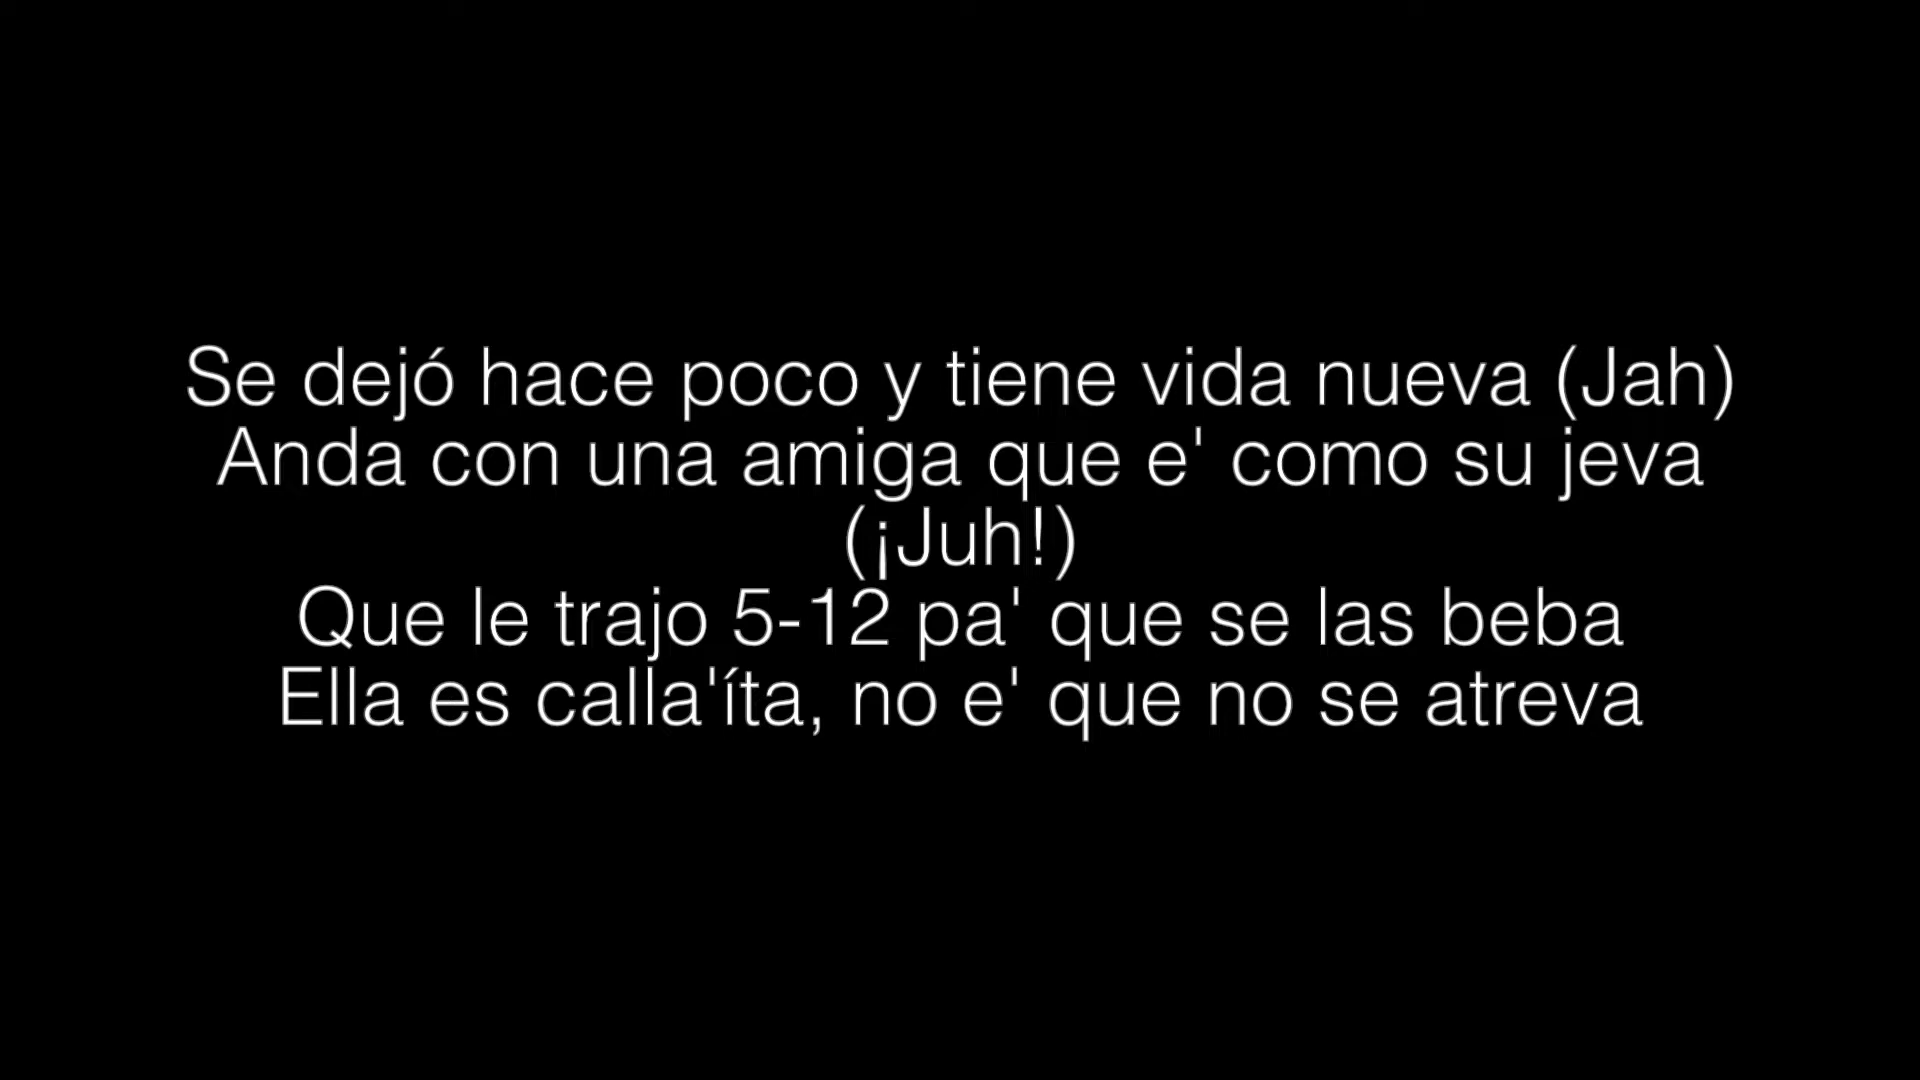 Se dejó hace poco y tiene vida nueva (Jah)
Anda con una amiga que e' como su jeva
(¡Juh!)
Que le trajo 5-12 pa' que se las beba
Ella es calla'íta, no e' que no se atreva